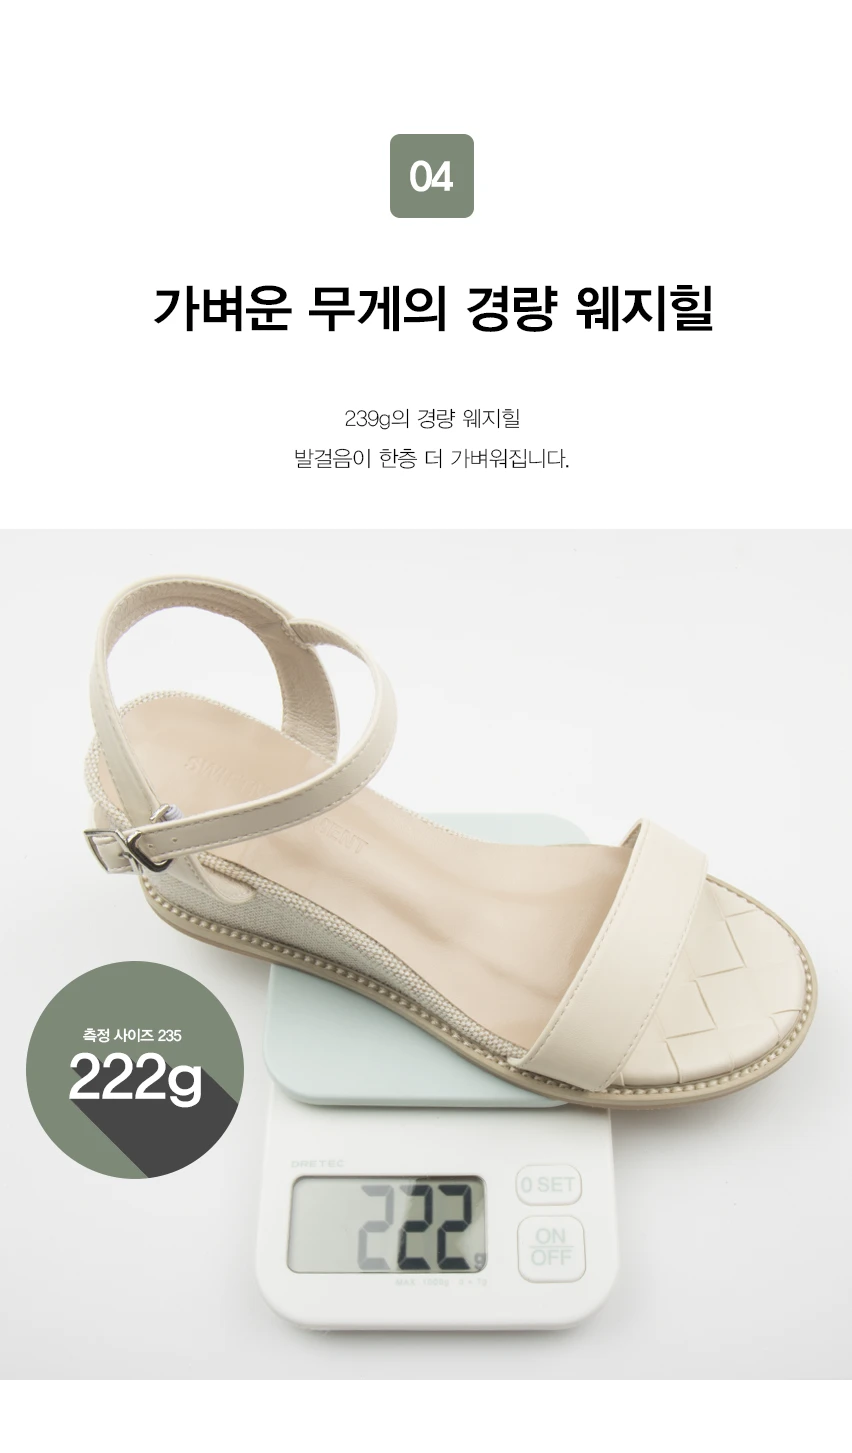 04
가벼운 무게의 경량 웨지힐
239g의 경량 웨지힐
발걸음이 한층 더 가벼워집니다.
측정 사이즈 235
222g
DRETEC
222g
0 SET
ON
OFF